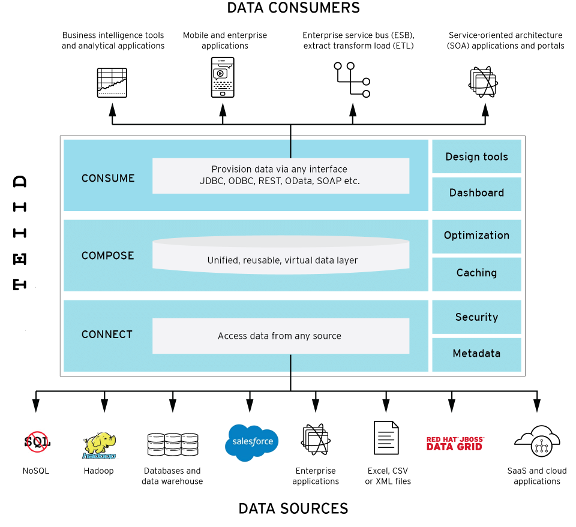 DATA CONSUMERS
Business intelligence tools
and analytical applications
Mobile and enterprise
applications
Enterprise service bus (ESB),
extract transform load (ETL)
Service-oriented architecture
(SOA) applications and portals
TEIID
CONSUME
Provision data via any interface
JDBC, ODBC, REST, OData, SOAP etc.
Design tools
Dashboard
COMPOSE
Unified, reusable, virtual data layer
Optimization
Caching
CONNECT
Access data from any source
Security
Metadata
SQL
NoSQL
hadoop
Hadoop
Databases and
data warehouse
salesforce
Enterprise
applications
Excel, CSV
or XML files
RED HAT JBOSS
DATA GRID
SaaS and cloud
applications
DATA SOURCES